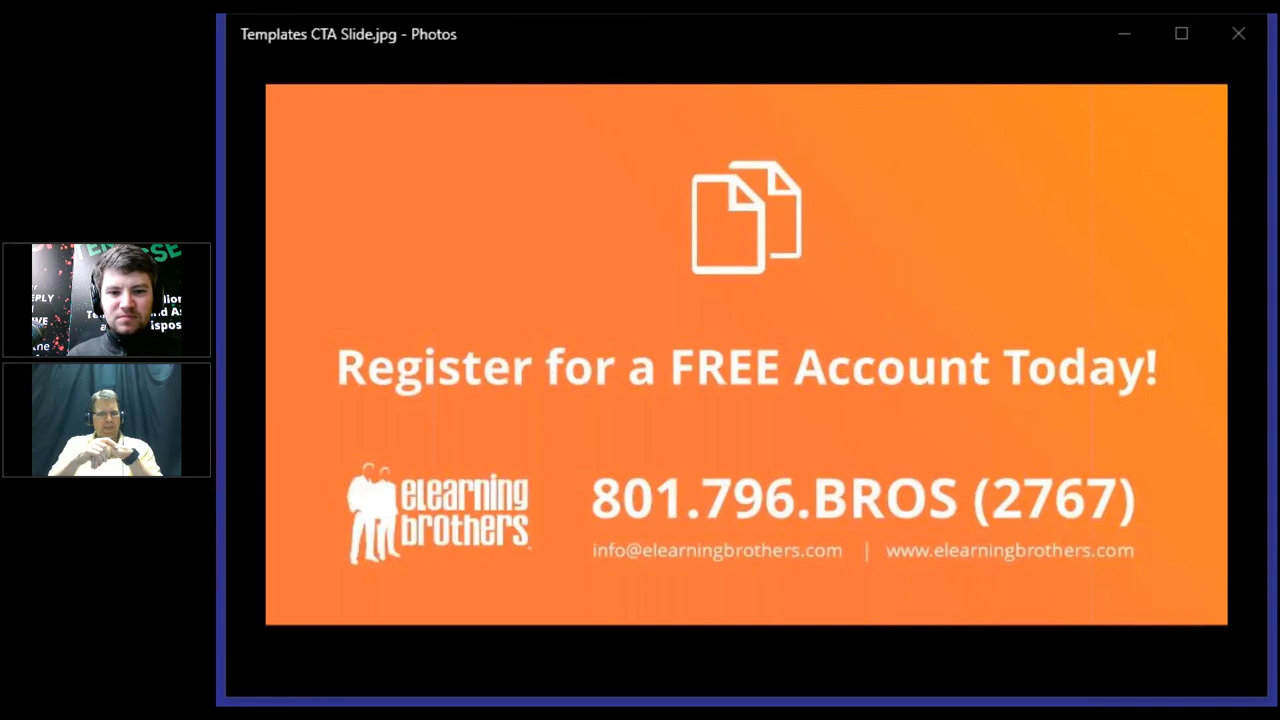 Templates CTA Slide.jpg - Photos
Register for a FREE Account Today!
elearning
brothers
801.796.BROS (2767)
info@elearningbrothers.com | www.elearningbrothers.com